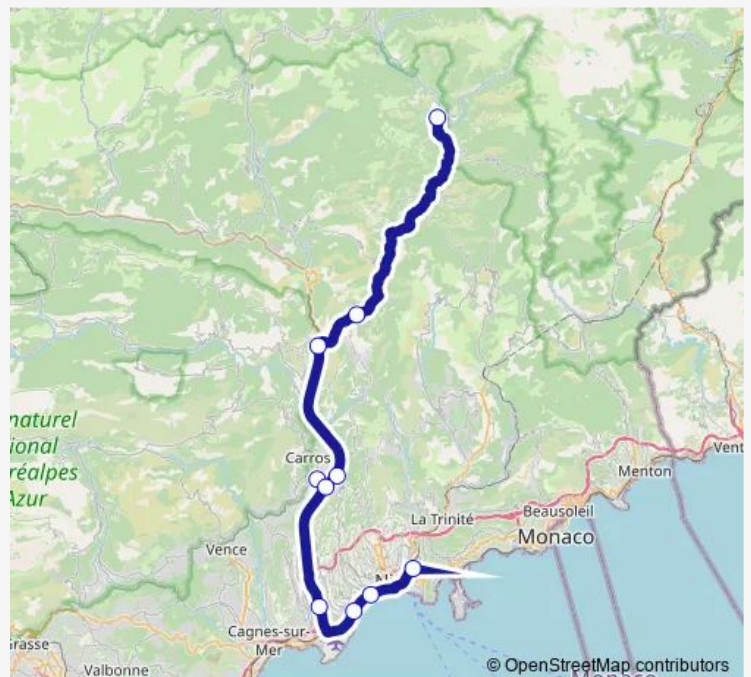 naturel
ional
réalpes
Azur
Carros
Vent
Menton
La Trinité
Beausoleil
Monaco
Vence
Cagnes-sur-
Mer
Grasse
Valbonne
© OpenStreetMap contributors
Monaco